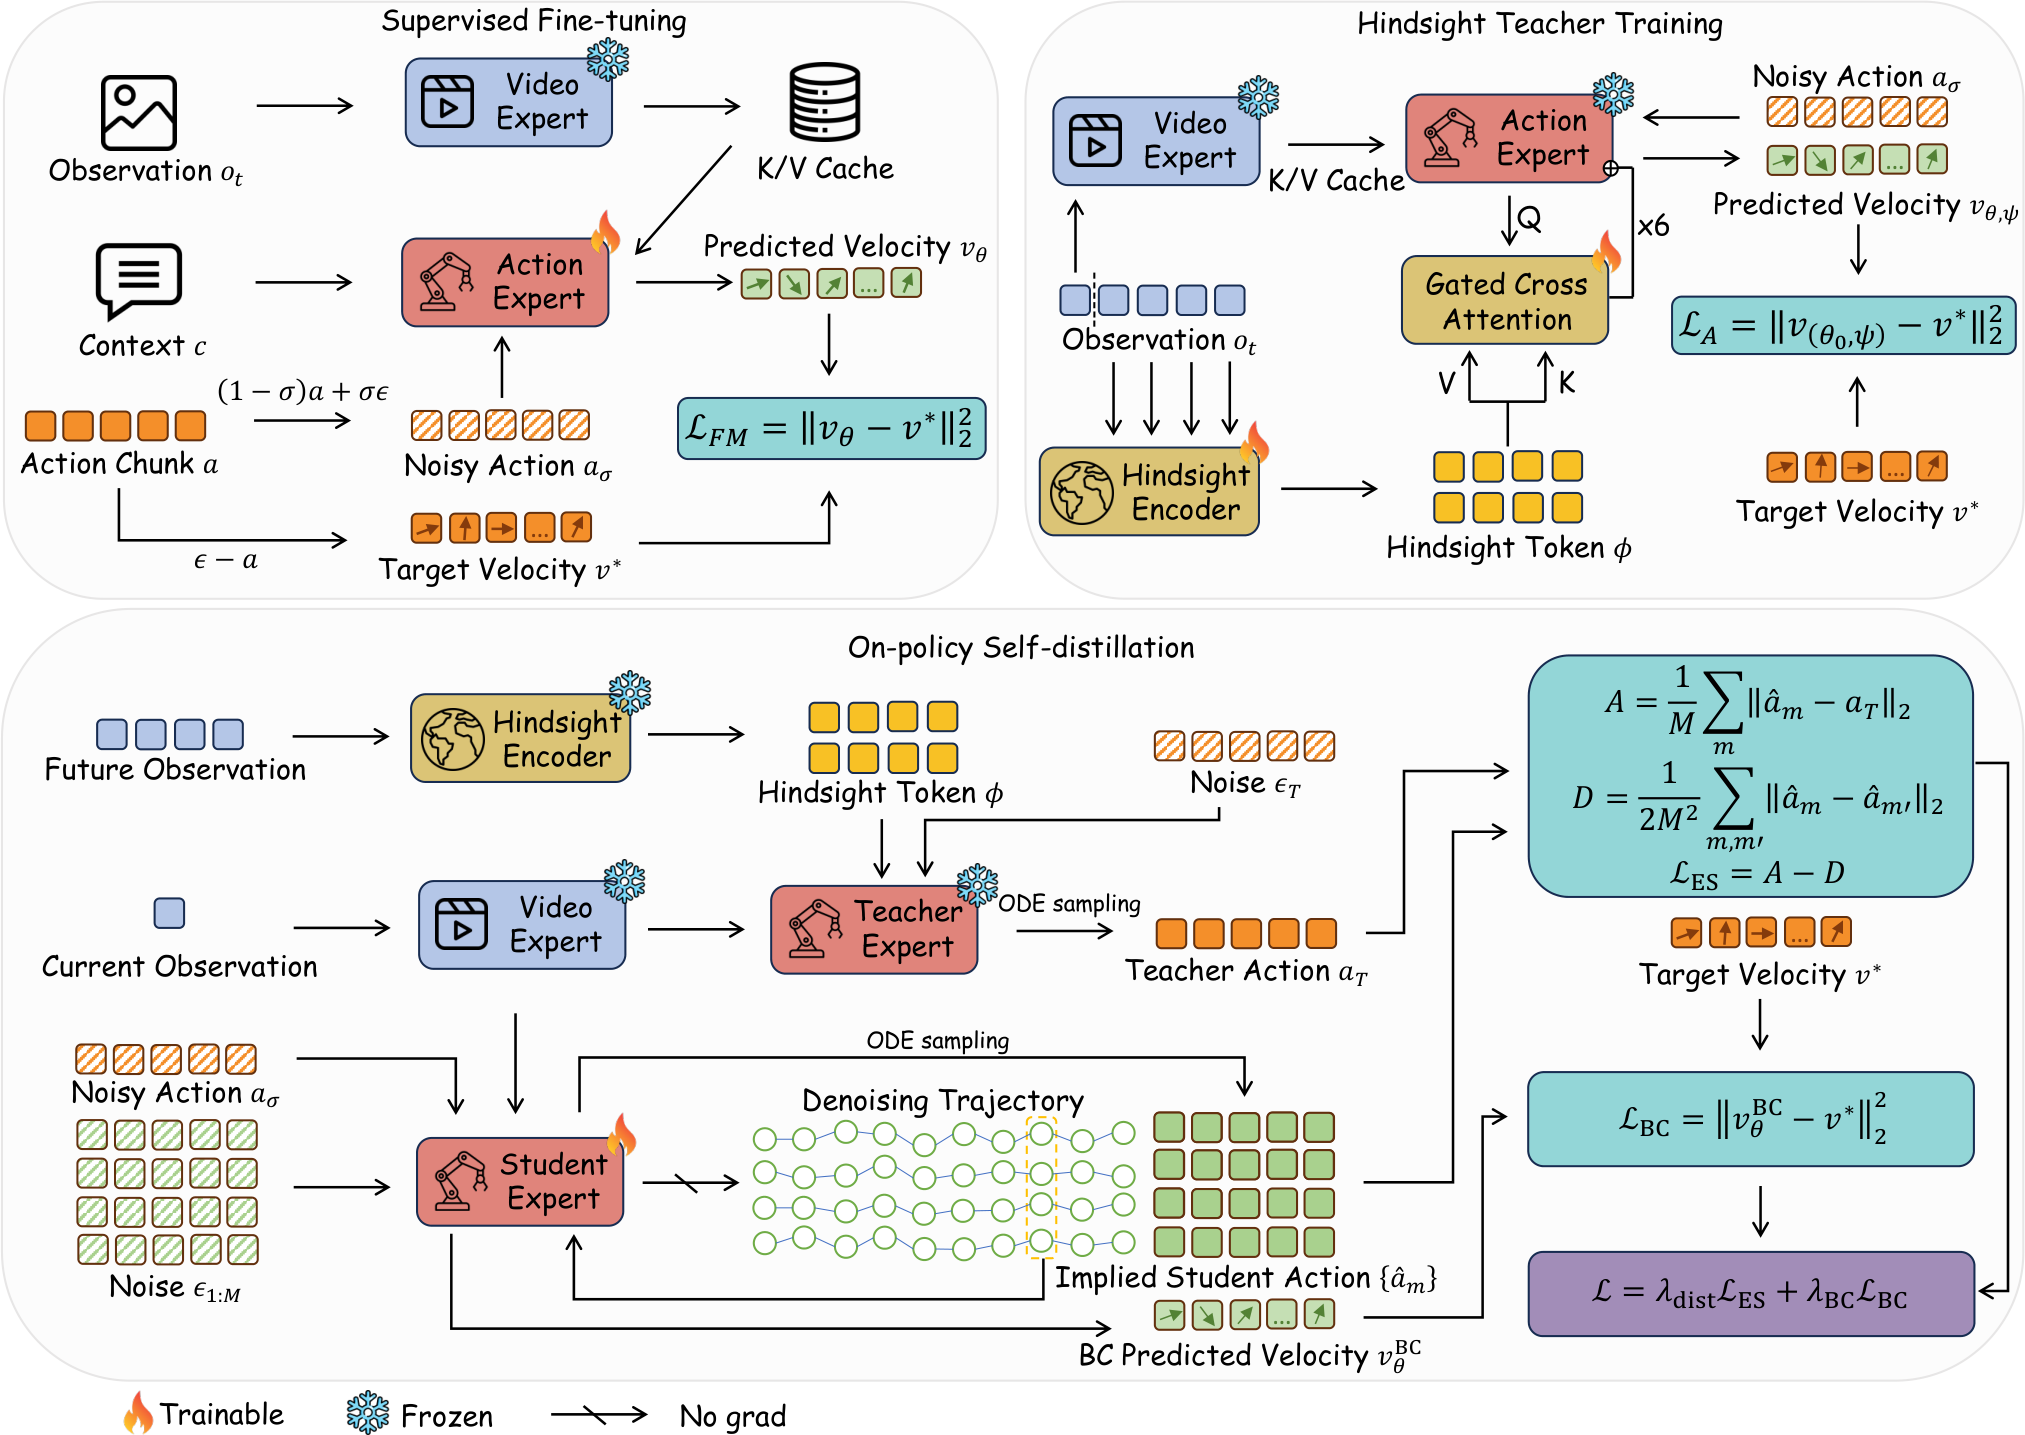 Supervised Fine-tuning
Video
Expert
Observation o_t
K/V Cache
Action
Expert
Predicted Velocity v_θ
Context c
(1 − σ)a + σϵ
ℒ_FM = ‖v_θ − v*‖₂²
Action Chunk a
Noisy Action a_σ
...
ϵ − a
Target Velocity v*
...
Hindsight Teacher Training
Video
Expert
K/V Cache
Action
Expert
Noisy Action a_σ
...
Predicted Velocity v_θ,ψ
Q
x6
Gated Cross
Attention
Observation o_t
V
K
ℒ_A = ‖v_(θ₀,ψ) − v*‖₂²
Hindsight
Encoder
Hindsight Token ϕ
...
Target Velocity v*
On-policy Self-distillation
Future Observation
Hindsight
Encoder
Hindsight Token ϕ
Noise ϵ_T
A = 1/M ∑_m ‖â_m − a_T‖₂
D = 1/2M² ∑_m,m′ ‖â_m − â_m′‖₂
ℒ_ES = A − D
Current Observation
Video
Expert
Teacher
Expert
ODE sampling
Teacher Action a_T
...
Target Velocity v*
Noisy Action a_σ
ODE sampling
Denoising Trajectory
Noise ϵ_1:M
Student
Expert
Implied Student Action {â_m}
...
BC Predicted Velocity v_θ^BC
ℒ_BC = ‖v_θ^BC − v*‖₂²
ℒ = λ_dist ℒ_ES + λ_BC ℒ_BC
Trainable
Frozen
No grad